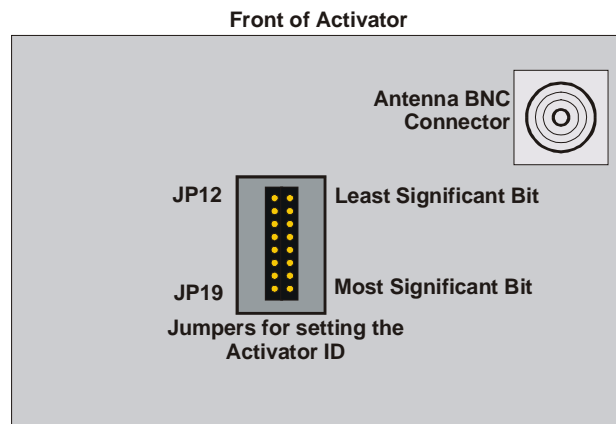 Front of Activator
Antenna BNC
Connector
JP12
Least Significant Bit
JP19
Most Significant Bit
Jumpers for setting the
Activator ID